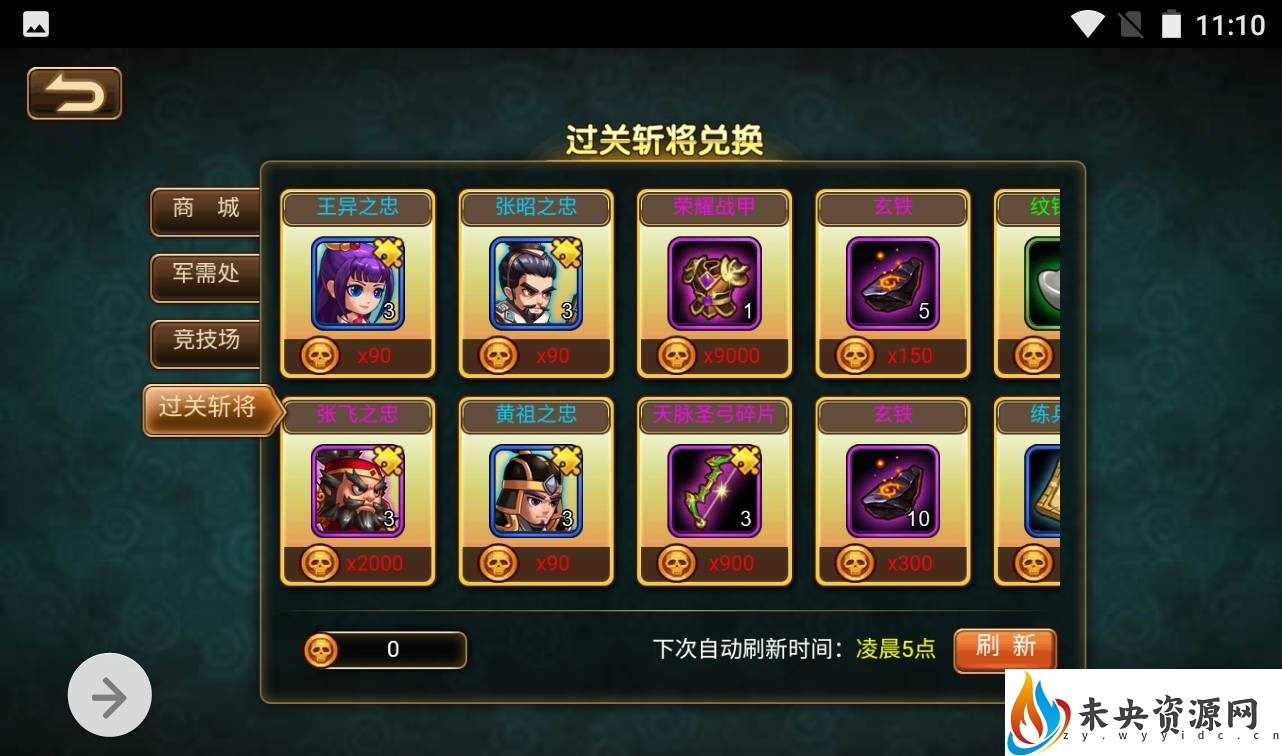 11:10
过关斩将兑换
商 城
军需处
竞技场
过关斩将
王异之忠
张昭之忠
荣耀战甲
玄铁
3
3
1
5
x90
x90
x9000
x150
张飞之忠
黄祖之忠
天脉圣弓碎片
玄铁
练
3
3
3
10
x2000
x90
x900
x300
0
下次自动刷新时间：凌晨5点
刷 新
未央资源网
zy.wyyidc.cn